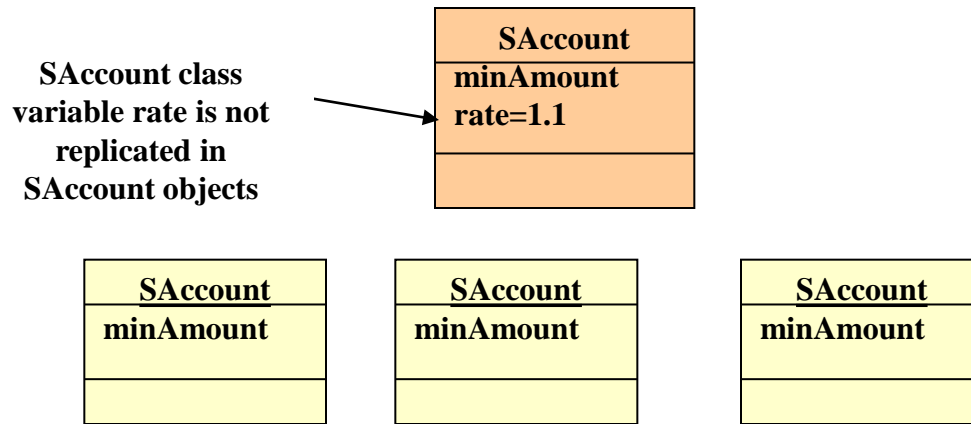 SAccount
minAmount
rate=1.1
SAccount class
variable rate is not
replicated in
SAccount objects
SAccount
minAmount
SAccount
minAmount
SAccount
minAmount